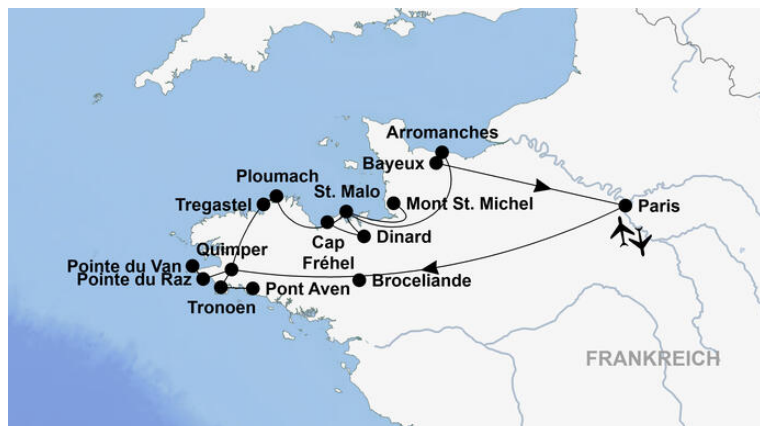 Arromanches
Bayeux
Ploumach
St. Malo
Tregastel
Mont St. Michel
Paris
Cap
Fréhel
Dinard
Quimper
Pointe du Van
Pointe du Raz
Broceliande
Pont Aven
Tronoen
FRANKREICH